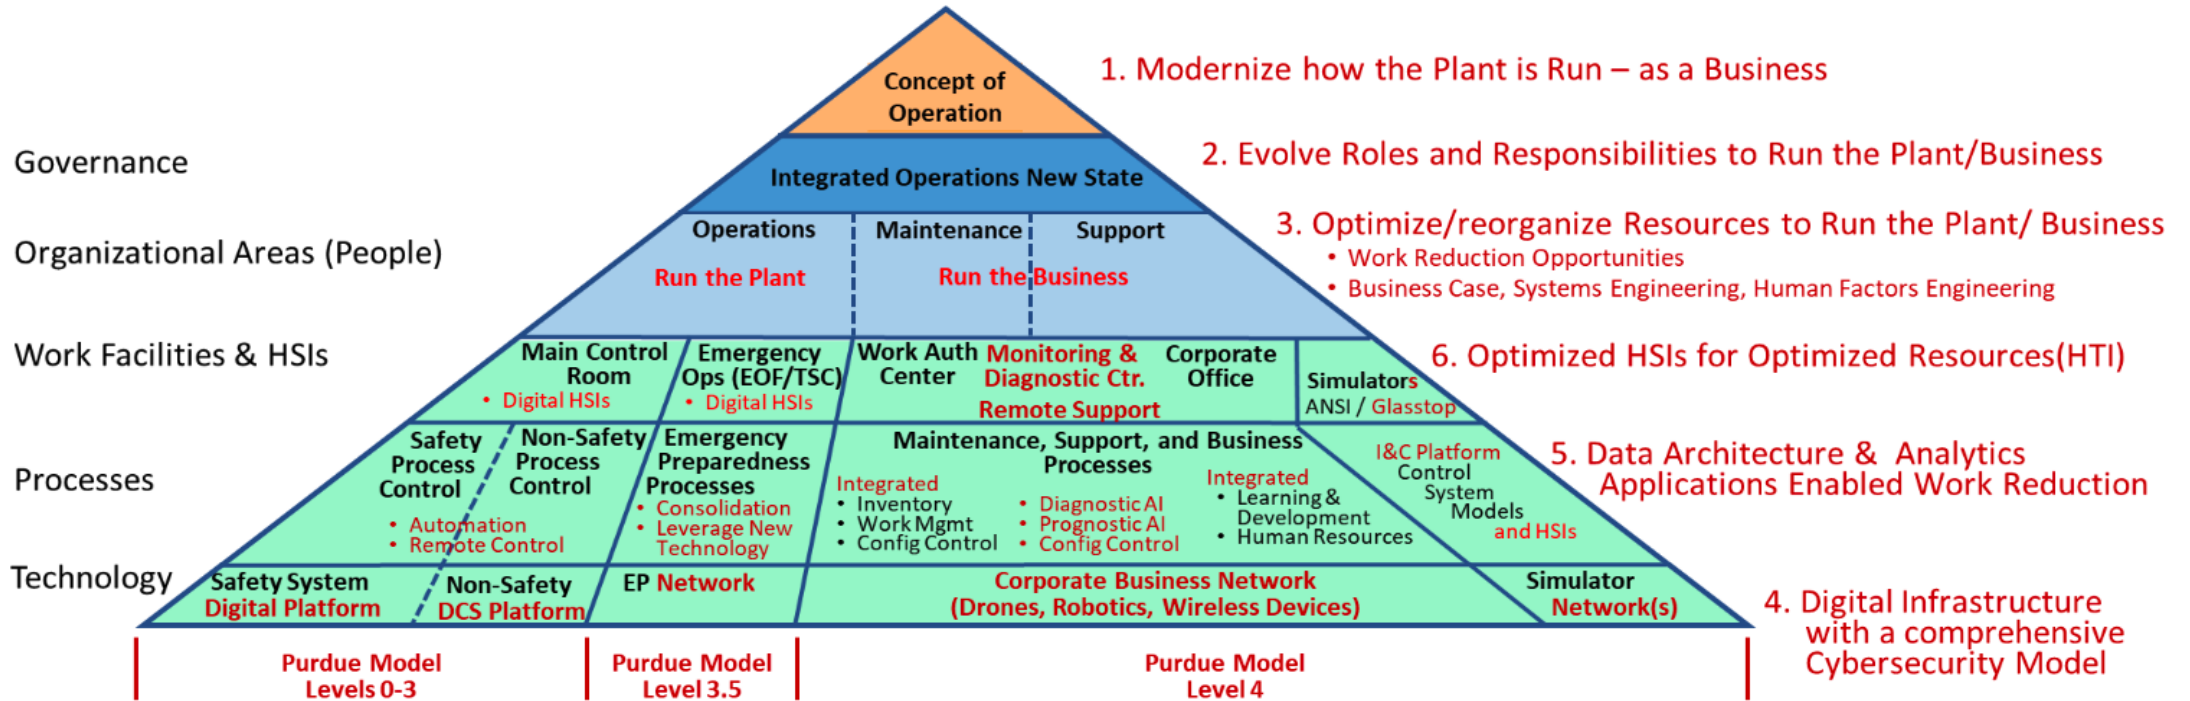 Concept of
Operation
1. Modernize how the Plant is Run – as a Business
Governance
Integrated Operations New State
2. Evolve Roles and Responsibilities to Run the Plant/Business
Organizational Areas (People)
Operations
Maintenance
Support
Run the Plant
Run the Business
3. Optimize/reorganize Resources to Run the Plant/ Business
• Work Reduction Opportunities
• Business Case, Systems Engineering, Human Factors Engineering
Work Facilities & HSIs
Main Control
Room
• Digital HSIs
Emergency
Ops (EOF/TSC)
• Digital HSIs
Work Auth
Center
Monitoring &
Diagnostic Ctr.
Corporate
Office
Remote Support
Simulators
ANSI / Glasstop
6. Optimized HSIs for Optimized Resources(HTI)
Processes
Safety
Process
Control
Non-Safety
Process
Control
• Automation
• Remote Control
Emergency
Preparedness
Processes
• Consolidation
• Leverage New
Technology
Maintenance, Support, and Business
Processes
Integrated
• Inventory
• Work Mgmt
• Config Control
• Diagnostic AI
• Prognostic AI
• Config Control
Integrated
• Learning &
Development
• Human Resources
I&C Platform
Control
System
Models
and HSIs
5. Data Architecture & Analytics
Applications Enabled Work Reduction
Technology
Safety System
Digital Platform
Non-Safety
DCS Platform
EP Network
Corporate Business Network
(Drones, Robotics, Wireless Devices)
Simulator
Network(s)
4. Digital Infrastructure
with a comprehensive
Cybersecurity Model
Purdue Model
Levels 0-3
Purdue Model
Level 3.5
Purdue Model
Level 4